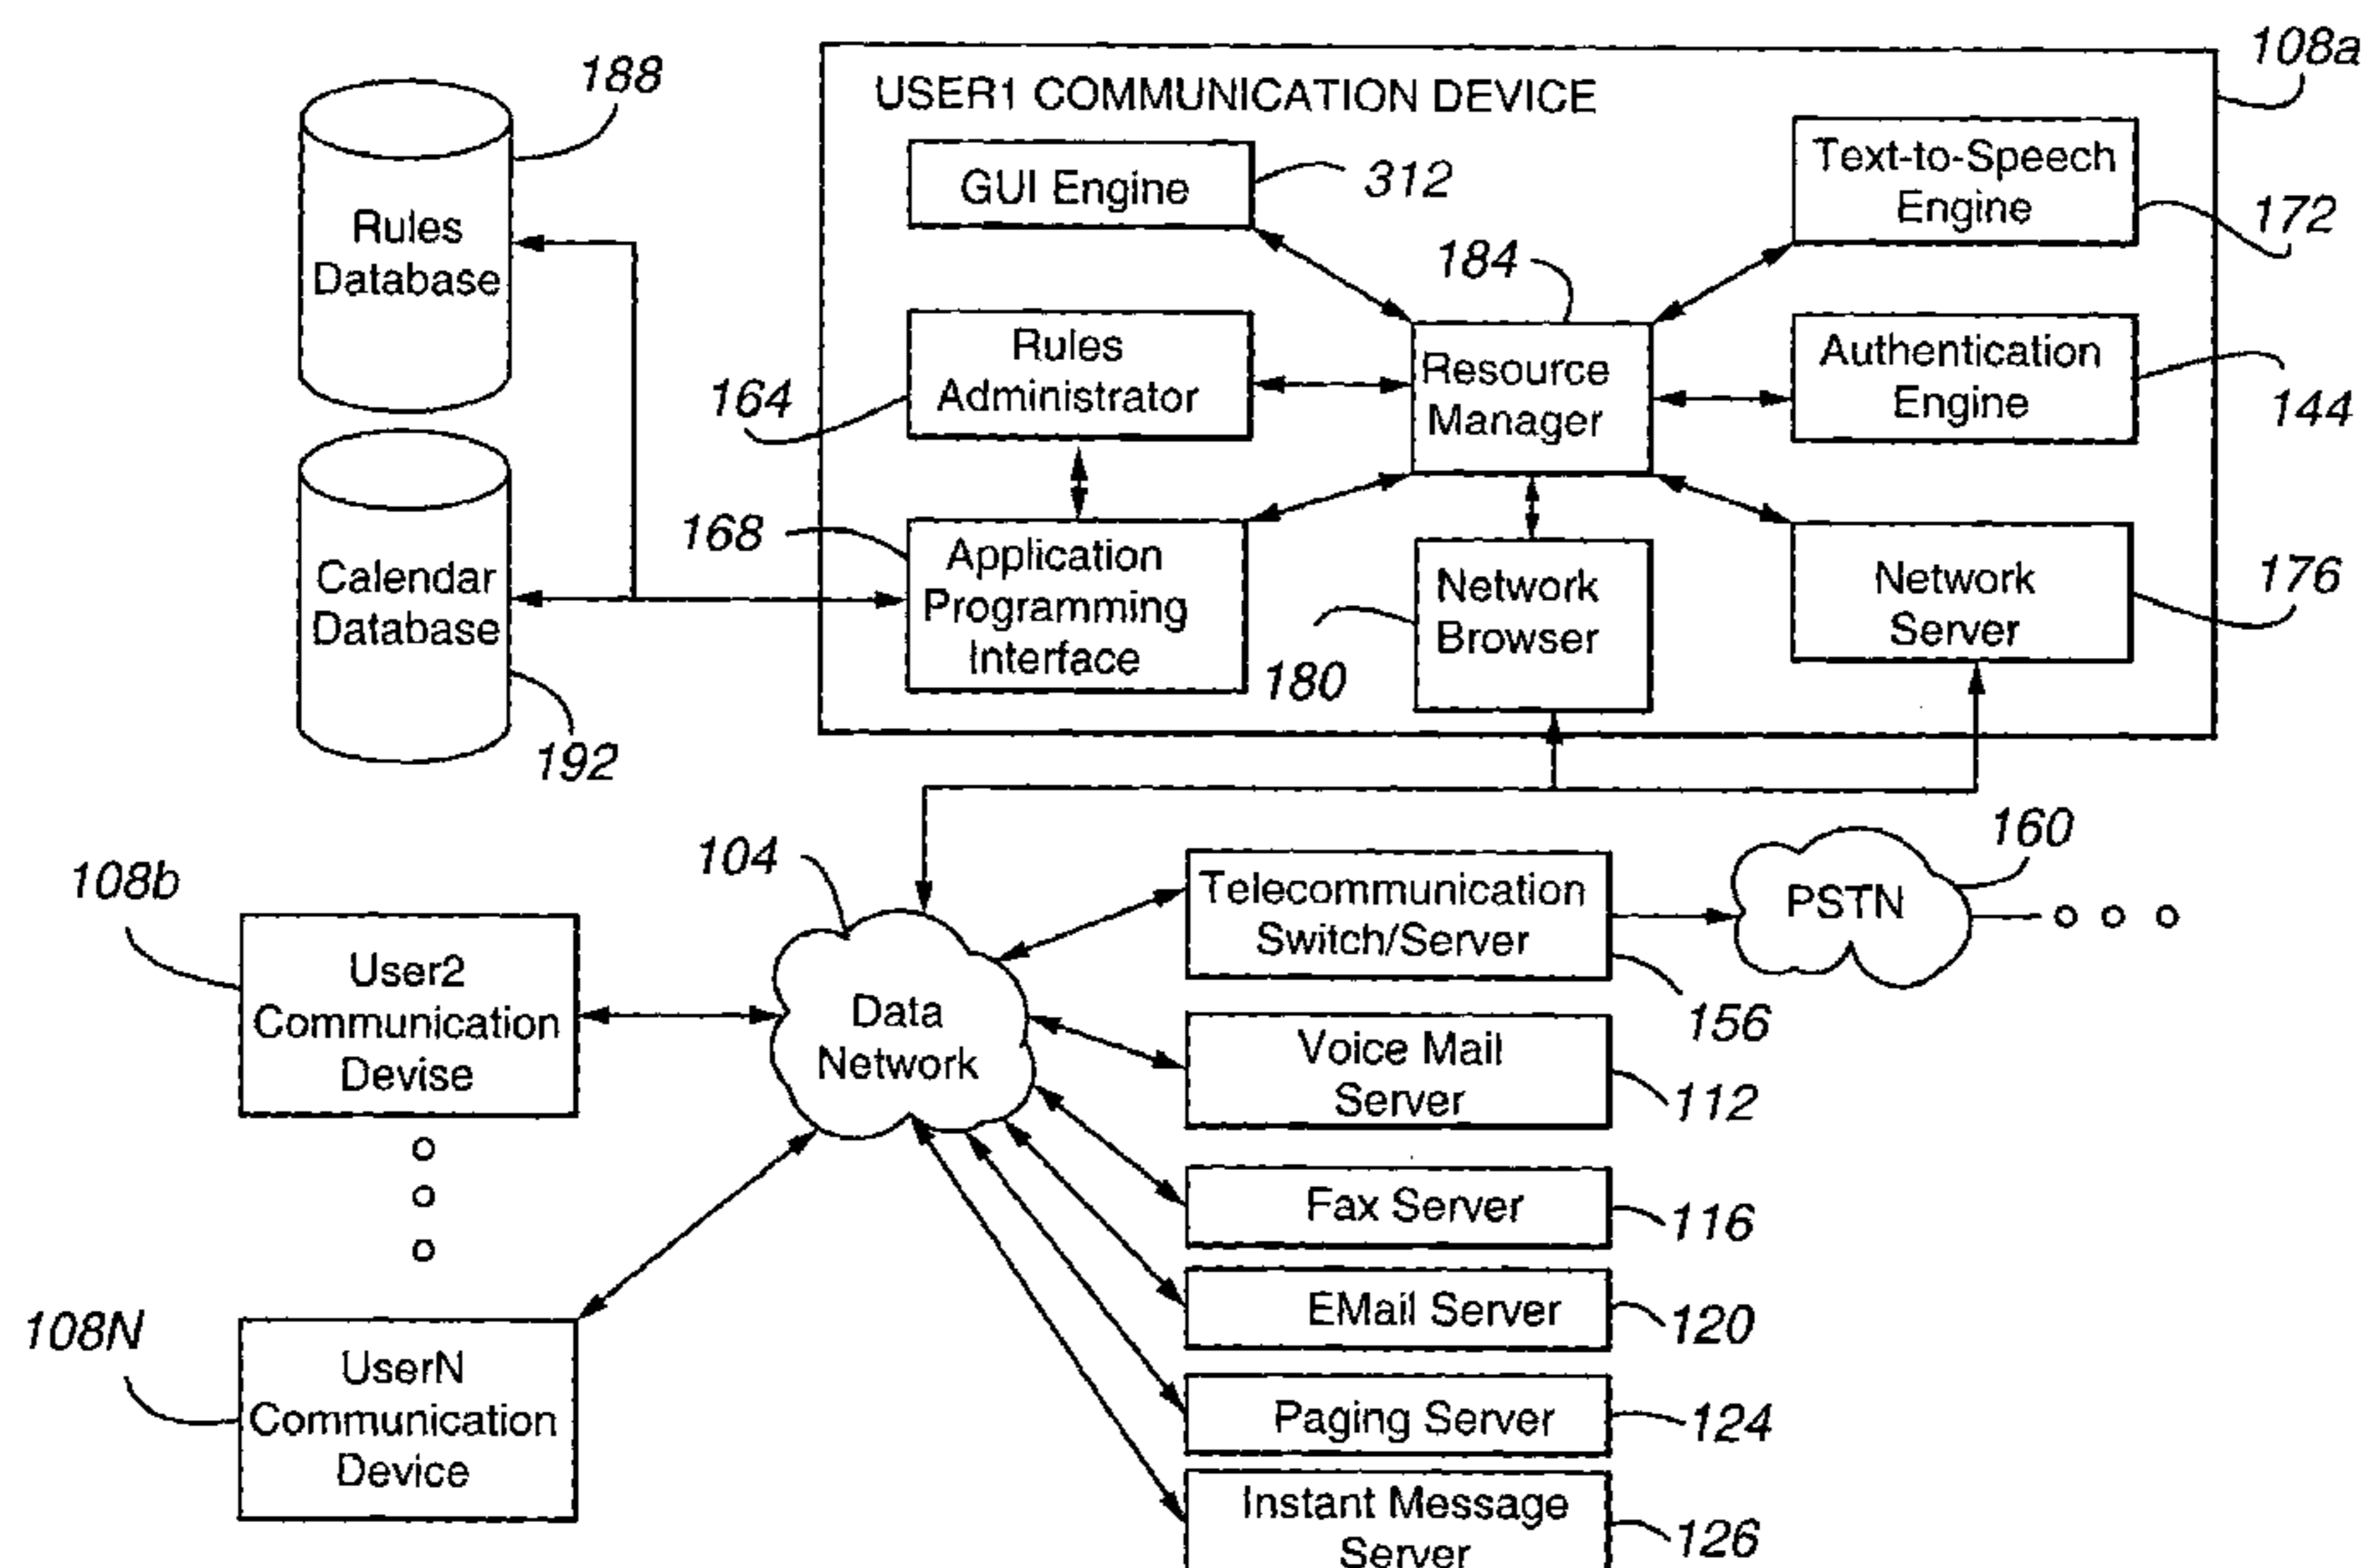 188
108a
USER1 COMMUNICATION DEVICE
GUI Engine
312
Text-to-Speech
Engine
172
Rules
Database
184
Rules
Administrator
164
Resource
Manager
Authentication
Engine
144
168
Application
Programming
Interface
Calendar
Database
192
Network
Browser
180
Network
Server
176
104
Telecommunication
Switch/Server
156
PSTN
160
108b
User2
Communication
Devise
Data
Network
Voice Mail
Server
112
Fax Server
116
EMail Server
120
108N
UserN
Communication
Device
Paging Server
124
Instant Message
Server
126